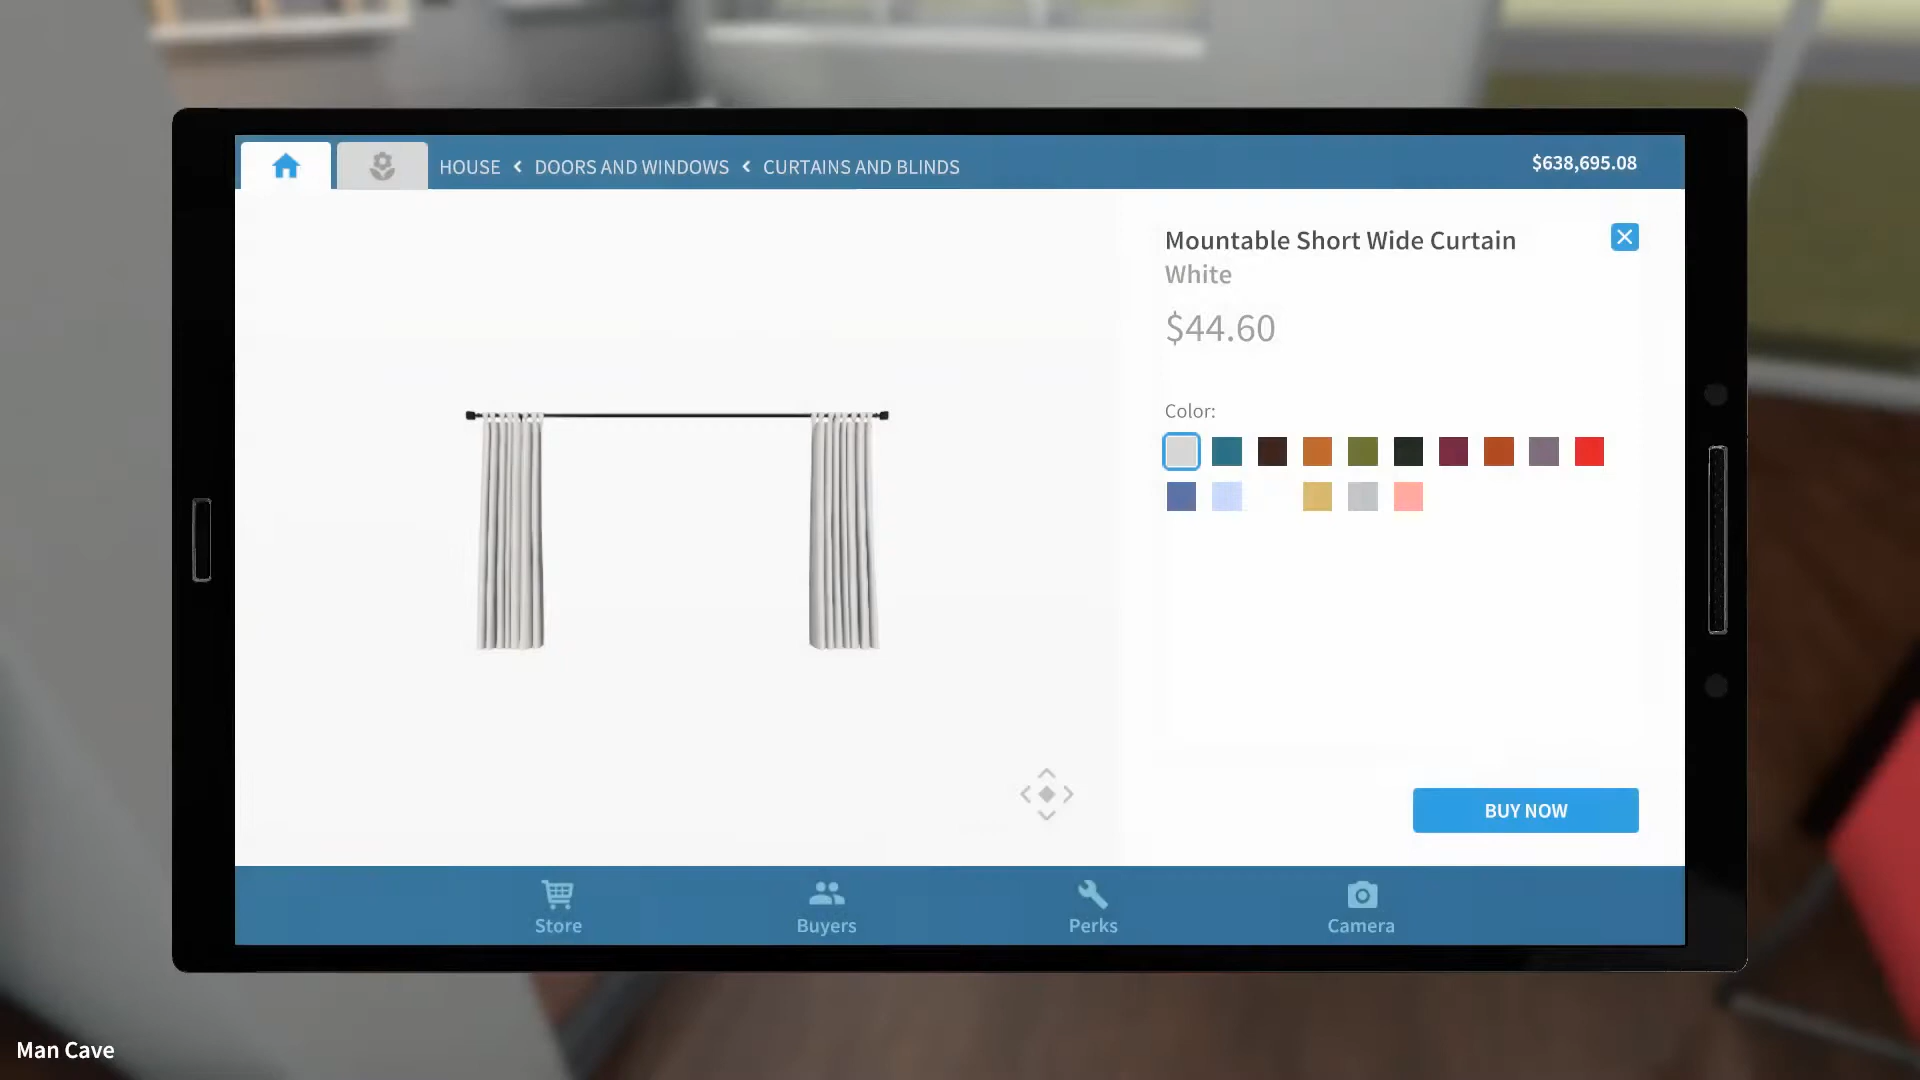 HOUSE < DOORS AND WINDOWS < CURTAINS AND BLINDS
$638,695.08
Mountable Short Wide Curtain
White
$44.60
Color:
BUY NOW
Store
Buyers
Perks
Camera
Man Cave